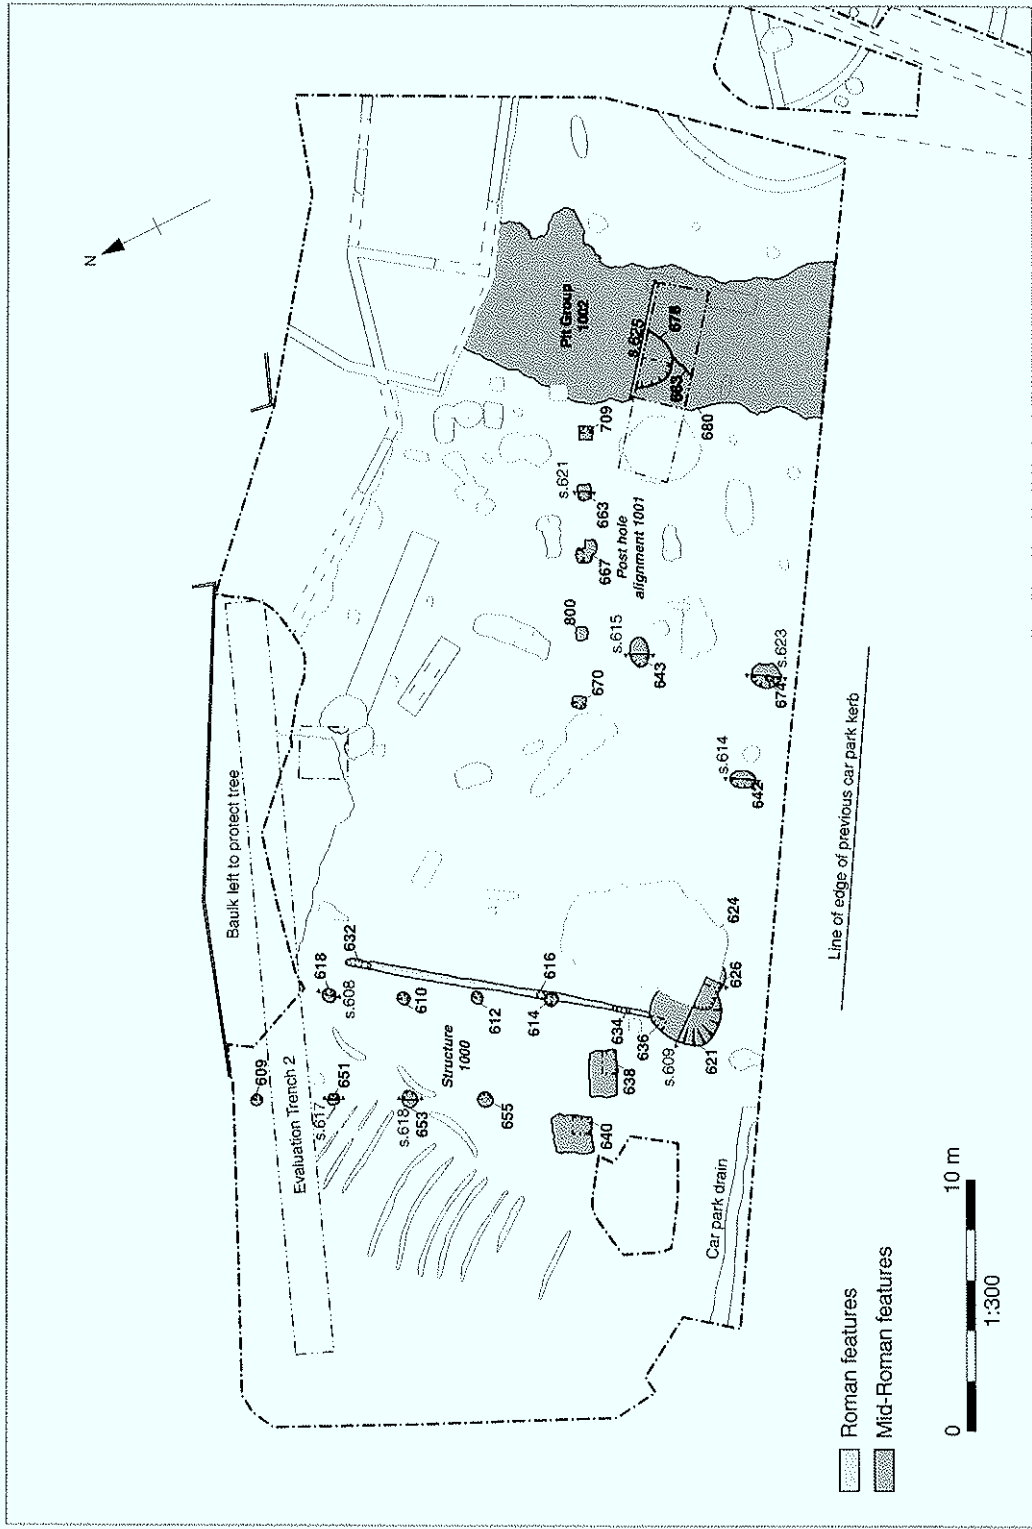 N
Baulk left to protect tree
Evaluation Trench 2
609
618
s.608
632
s.617
651
610
s.618
653
Structure
1000
612
655
614
616
634
636
638
640
s.609
621
624
626
Pit Group
1002
s.625
678
663
680
709
s.621
663
667
Post hole
alignment 1001
800
670
s.615
643
674
s.623
s.614
642
Line of edge of previous car park kerb
Car park drain
Roman features
Mid-Roman features
0
10 m
1:300